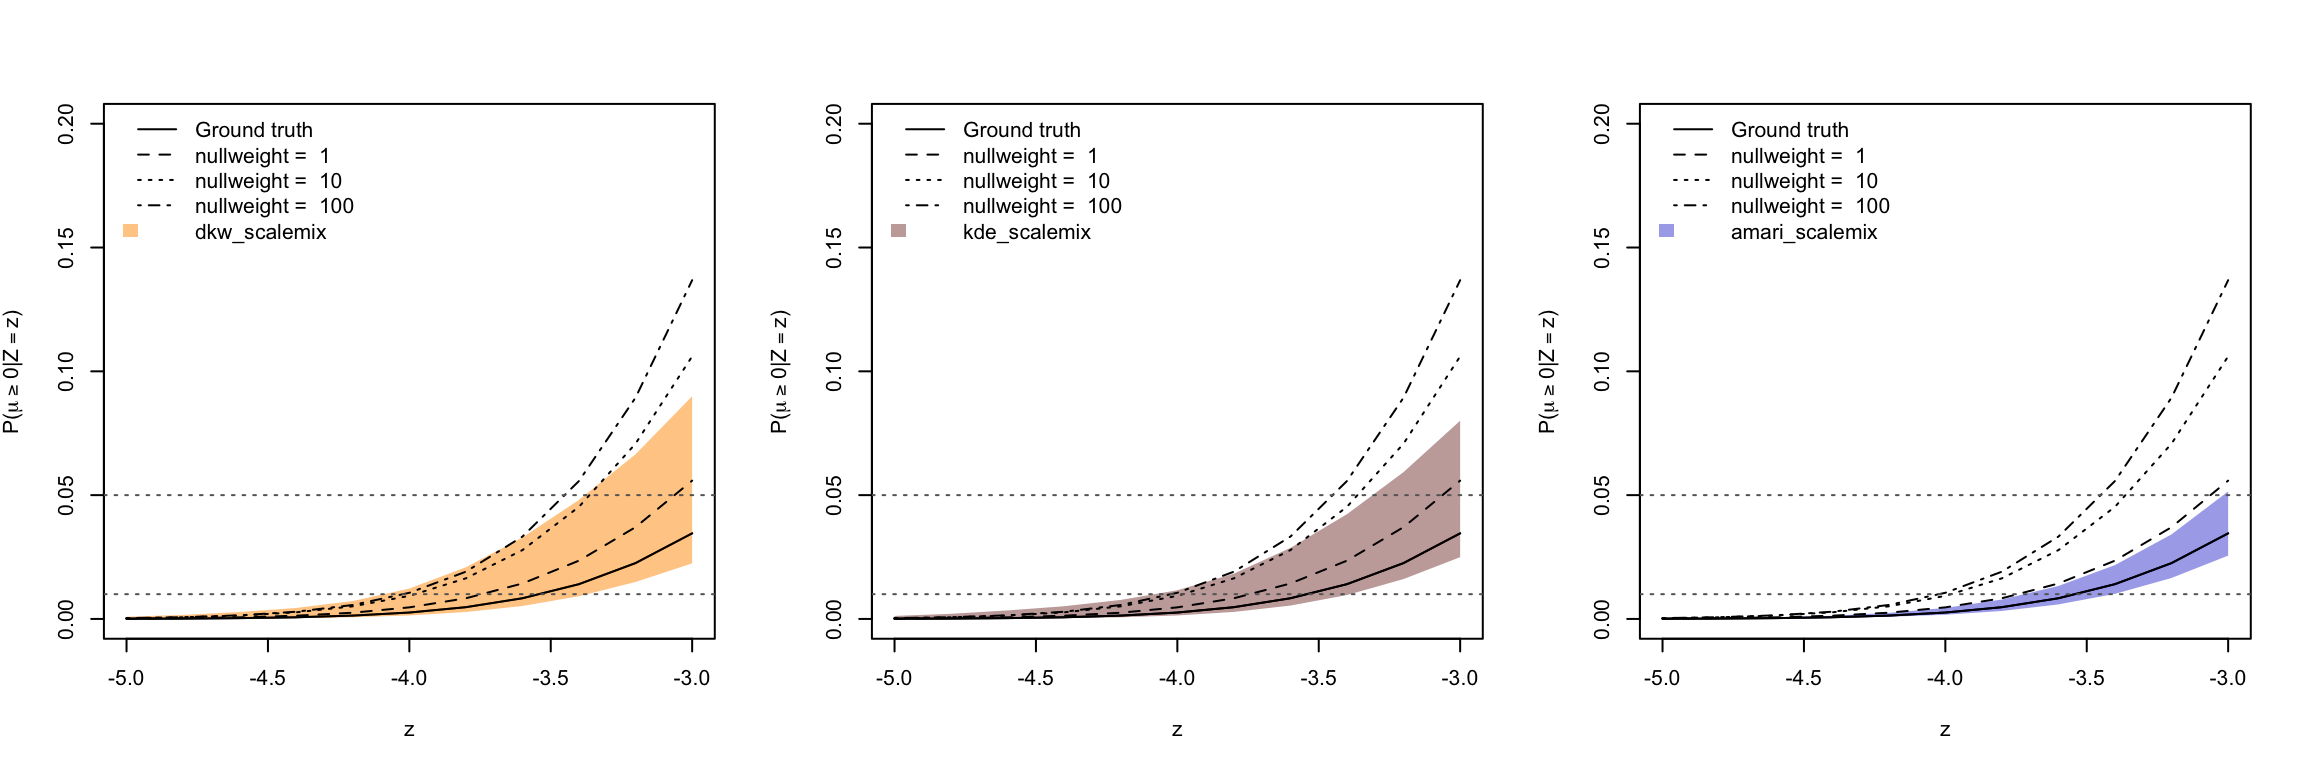 P(μ ≥ 0|Z = z)
0.20
0.15
0.10
0.05
0.00
Ground truth
nullweight = 1
nullweight = 10
nullweight = 100
dkw_scalemix
-5.0 -4.5 -4.0 -3.5 -3.0
z
P(μ ≥ 0|Z = z)
0.20
0.15
0.10
0.05
0.00
Ground truth
nullweight = 1
nullweight = 10
nullweight = 100
kde_scalemix
-5.0 -4.5 -4.0 -3.5 -3.0
z
P(μ ≥ 0|Z = z)
0.20
0.15
0.10
0.05
0.00
Ground truth
nullweight = 1
nullweight = 10
nullweight = 100
amari_scalemix
-5.0 -4.5 -4.0 -3.5 -3.0
z